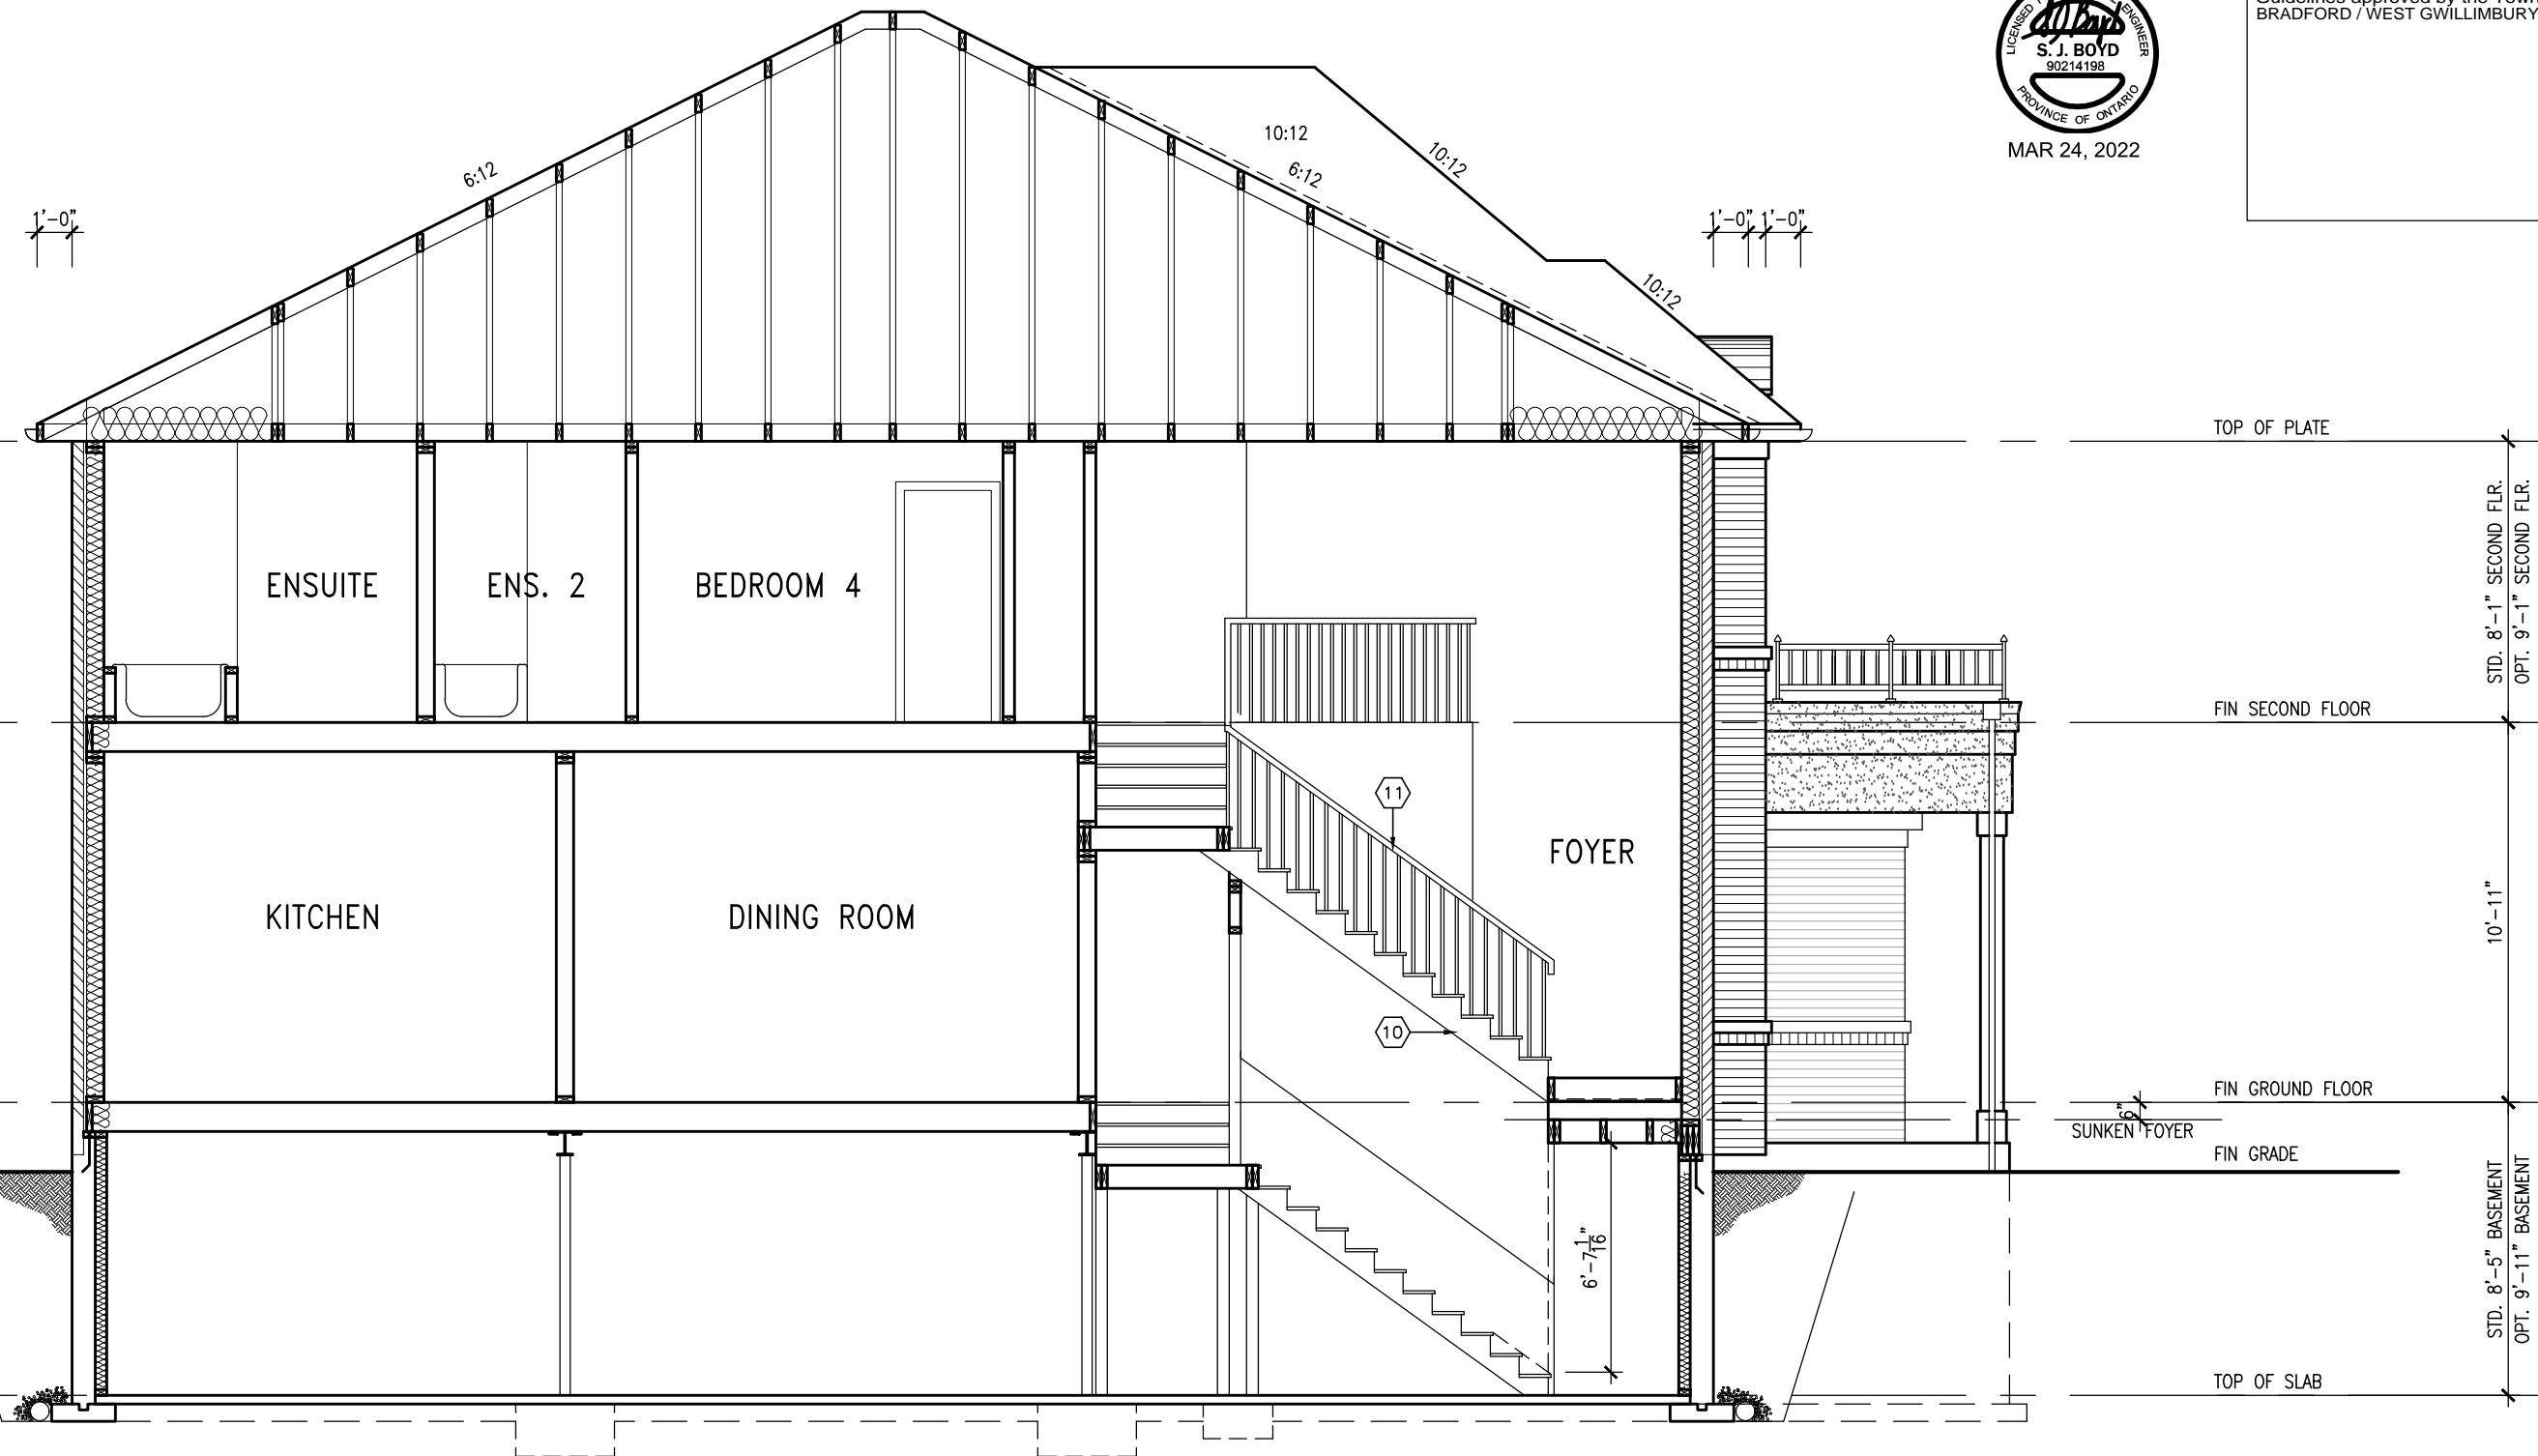 BRADFORD / WEST GWILLIMBURY
LICENSED
ENGINEER
S. J. BOYD
90214198
PROVINCE OF ONTARIO
MAR 24, 2022
10:12
10:12
6:12
6:12
10:12
1'-0"
1'-0"
1'-0"
TOP OF PLATE
STD. 8'-1" SECOND FLR.
OPT. 9'-1" SECOND FLR.
ENSUITE
ENS. 2
BEDROOM 4
FIN SECOND FLOOR
11
FOYER
KITCHEN
DINING ROOM
10'-11"
10
FIN GROUND FLOOR
6"
SUNKEN FOYER
FIN GRADE
6'-7 1/16"
STD. 8'-5" BASEMENT
OPT. 9'-11" BASEMENT
TOP OF SLAB